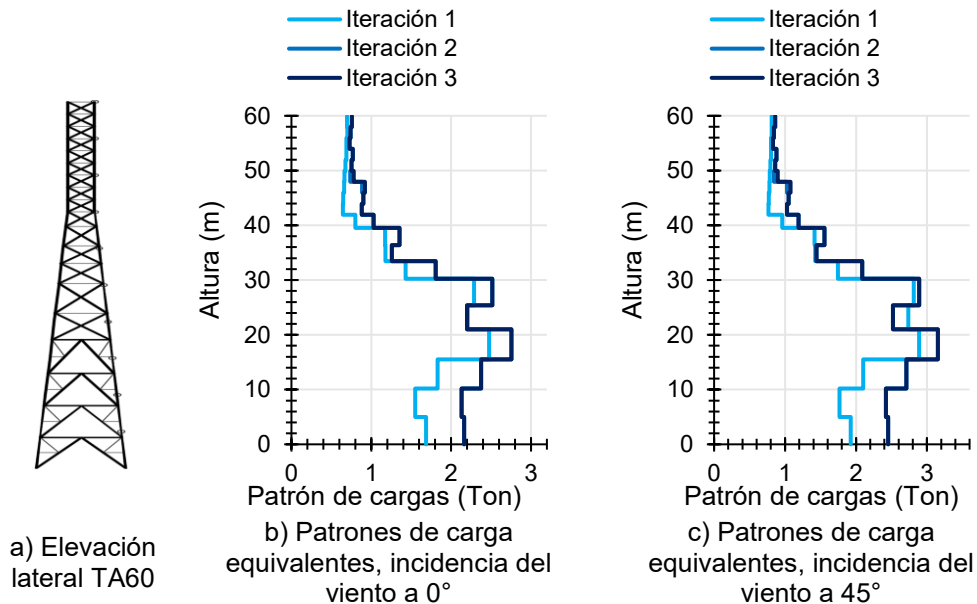 Iteración 1
Iteración 2
Iteración 3
60
50
40
30
20
10
0
Altura (m)
0 1 2 3
Patrón de cargas (Ton)
Iteración 1
Iteración 2
Iteración 3
60
50
40
30
20
10
0
Altura (m)
0 1 2 3
Patrón de cargas (Ton)
a) Elevación
lateral TA60
b) Patrones de carga
equivalentes, incidencia del
viento a 0°
c) Patrones de carga
equivalentes, incidencia del
viento a 45°